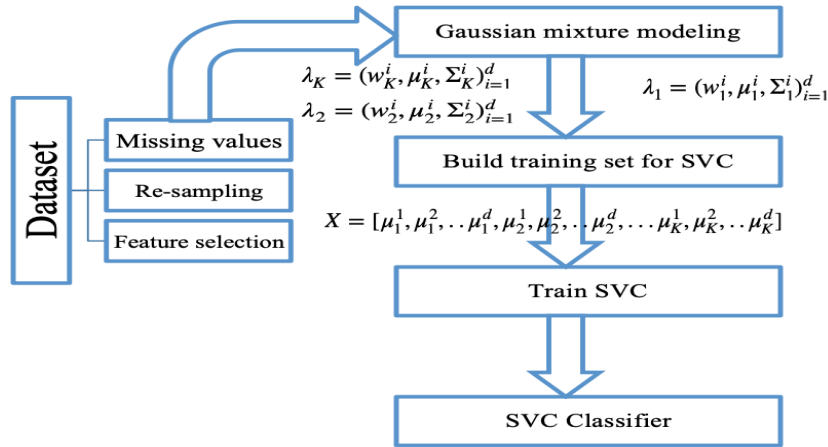 Gaussian mixture modeling
λ_K = (w_K^i, μ_K^i, Σ_K^i)_{i=1}^d
λ_2 = (w_2^i, μ_2^i, Σ_2^i)_{i=1}^d
λ_1 = (w_1^i, μ_1^i, Σ_1^i)_{i=1}^d
Dataset
Missing values
Re-sampling
Feature selection
Build training set for SVC
X = [μ_1^1, μ_1^2, . . μ_1^d, μ_2^1, μ_2^2, . . μ_2^d, . . . μ_K^1, μ_K^2, . . μ_K^d]
Train SVC
SVC Classifier